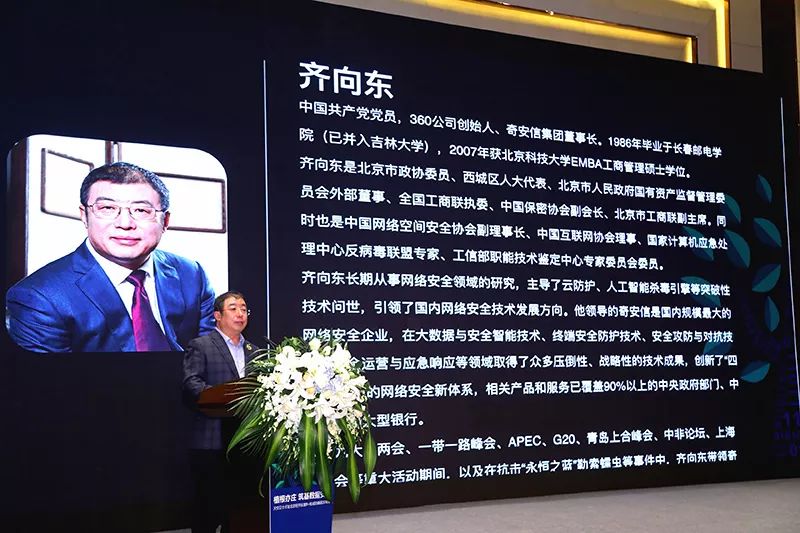 齐向东
中国共产党党员，360公司创始人、奇安信集团董事长。1986年毕业于长春邮电学
院（已并入吉林大学），2007年获北京科技大学EMBA工商管理硕士学位。
齐向东是北京市政协委员、西城区人大代表、北京市人民政府国有资产监督管理委
员会外部董事、全国工商联执委、中国保密协会副会长、北京市工商联副主席。同
时也是中国网络空间安全协会副理事长、中国互联网协会理事、国家计算机应急处
理中心反病毒联盟专家、工信部职能技术鉴定中心专家委员会委员。
齐向东长期从事网络安全领域的研究，主导了云防护、人工智能杀毒引擎等突破性
技术问世，引领了国内网络安全技术发展方向。他领导的奇安信是国内规模最大的
网络安全企业，在大数据与安全智能技术、终端安全防护技术、安全攻防与对抗技
运营与应急响应等领域取得了众多压倒性、战略性的技术成果，创新了“四
的网络安全新体系，相关产品和服务已覆盖90%以上的中央政府部门、中
大型银行。
两会、一带一路峰会、APEC、G20、青岛上合峰会、中非论坛、上海
会等重大活动期间，以及在抗击“永恒之蓝”勒索蠕虫等事件中，齐向东带领奇
植根亦庄 筑基数据安